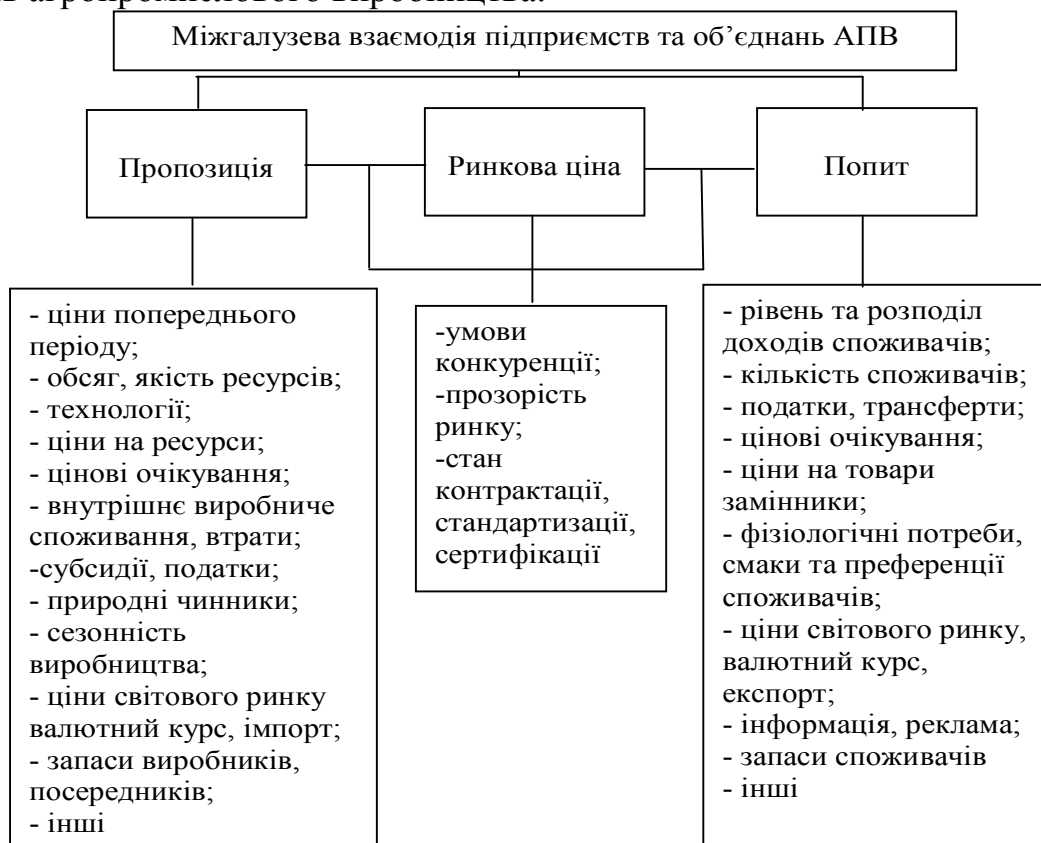 агропромислового виробництва.
Міжгалузева взаємодія підприємств та об’єднань АПВ
Пропозиція
Ринкова ціна
Попит
- ціни попереднього
періоду;
- обсяг, якість ресурсів;
- технології;
- ціни на ресурси;
- цінові очікування;
- внутрішнє виробниче
споживання, втрати;
-субсидії, податки;
- природні чинники;
- сезонність
виробництва;
- ціни світового ринку
валютний курс, імпорт;
- запаси виробників,
посередників;
- інші
-умови
конкуренції;
-прозорість
ринку;
-стан
контрактації,
стандартизації,
сертифікації
- рівень та розподіл
доходів споживачів;
- кількість споживачів;
- податки, трансферти;
- цінові очікування;
- ціни на товари
замінники;
- фізіологічні потреби,
смаки та преференції
споживачів;
- ціни світового ринку,
валютний курс,
експорт;
- інформація, реклама;
- запаси споживачів
- інші